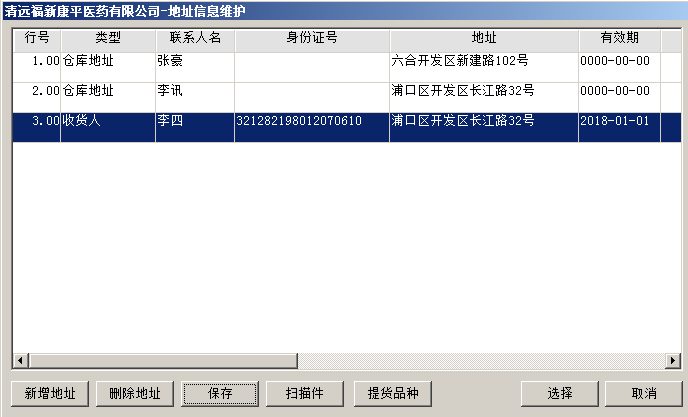 清远福新康平医药有限公司-地址信息维护
行号 类型 联系人名 身份证号 地址 有效期
1.00 仓库地址 张豪 六合开发区新建路102号 0000-00-00
2.00 仓库地址 李讯 浦口区开发区长江路32号 0000-00-00
3.00 收货人 李四 321282198012070610 浦口区开发区长江路32号 2018-01-01
新增地址 删除地址 保存 扫描件 提货品种 选择 取消